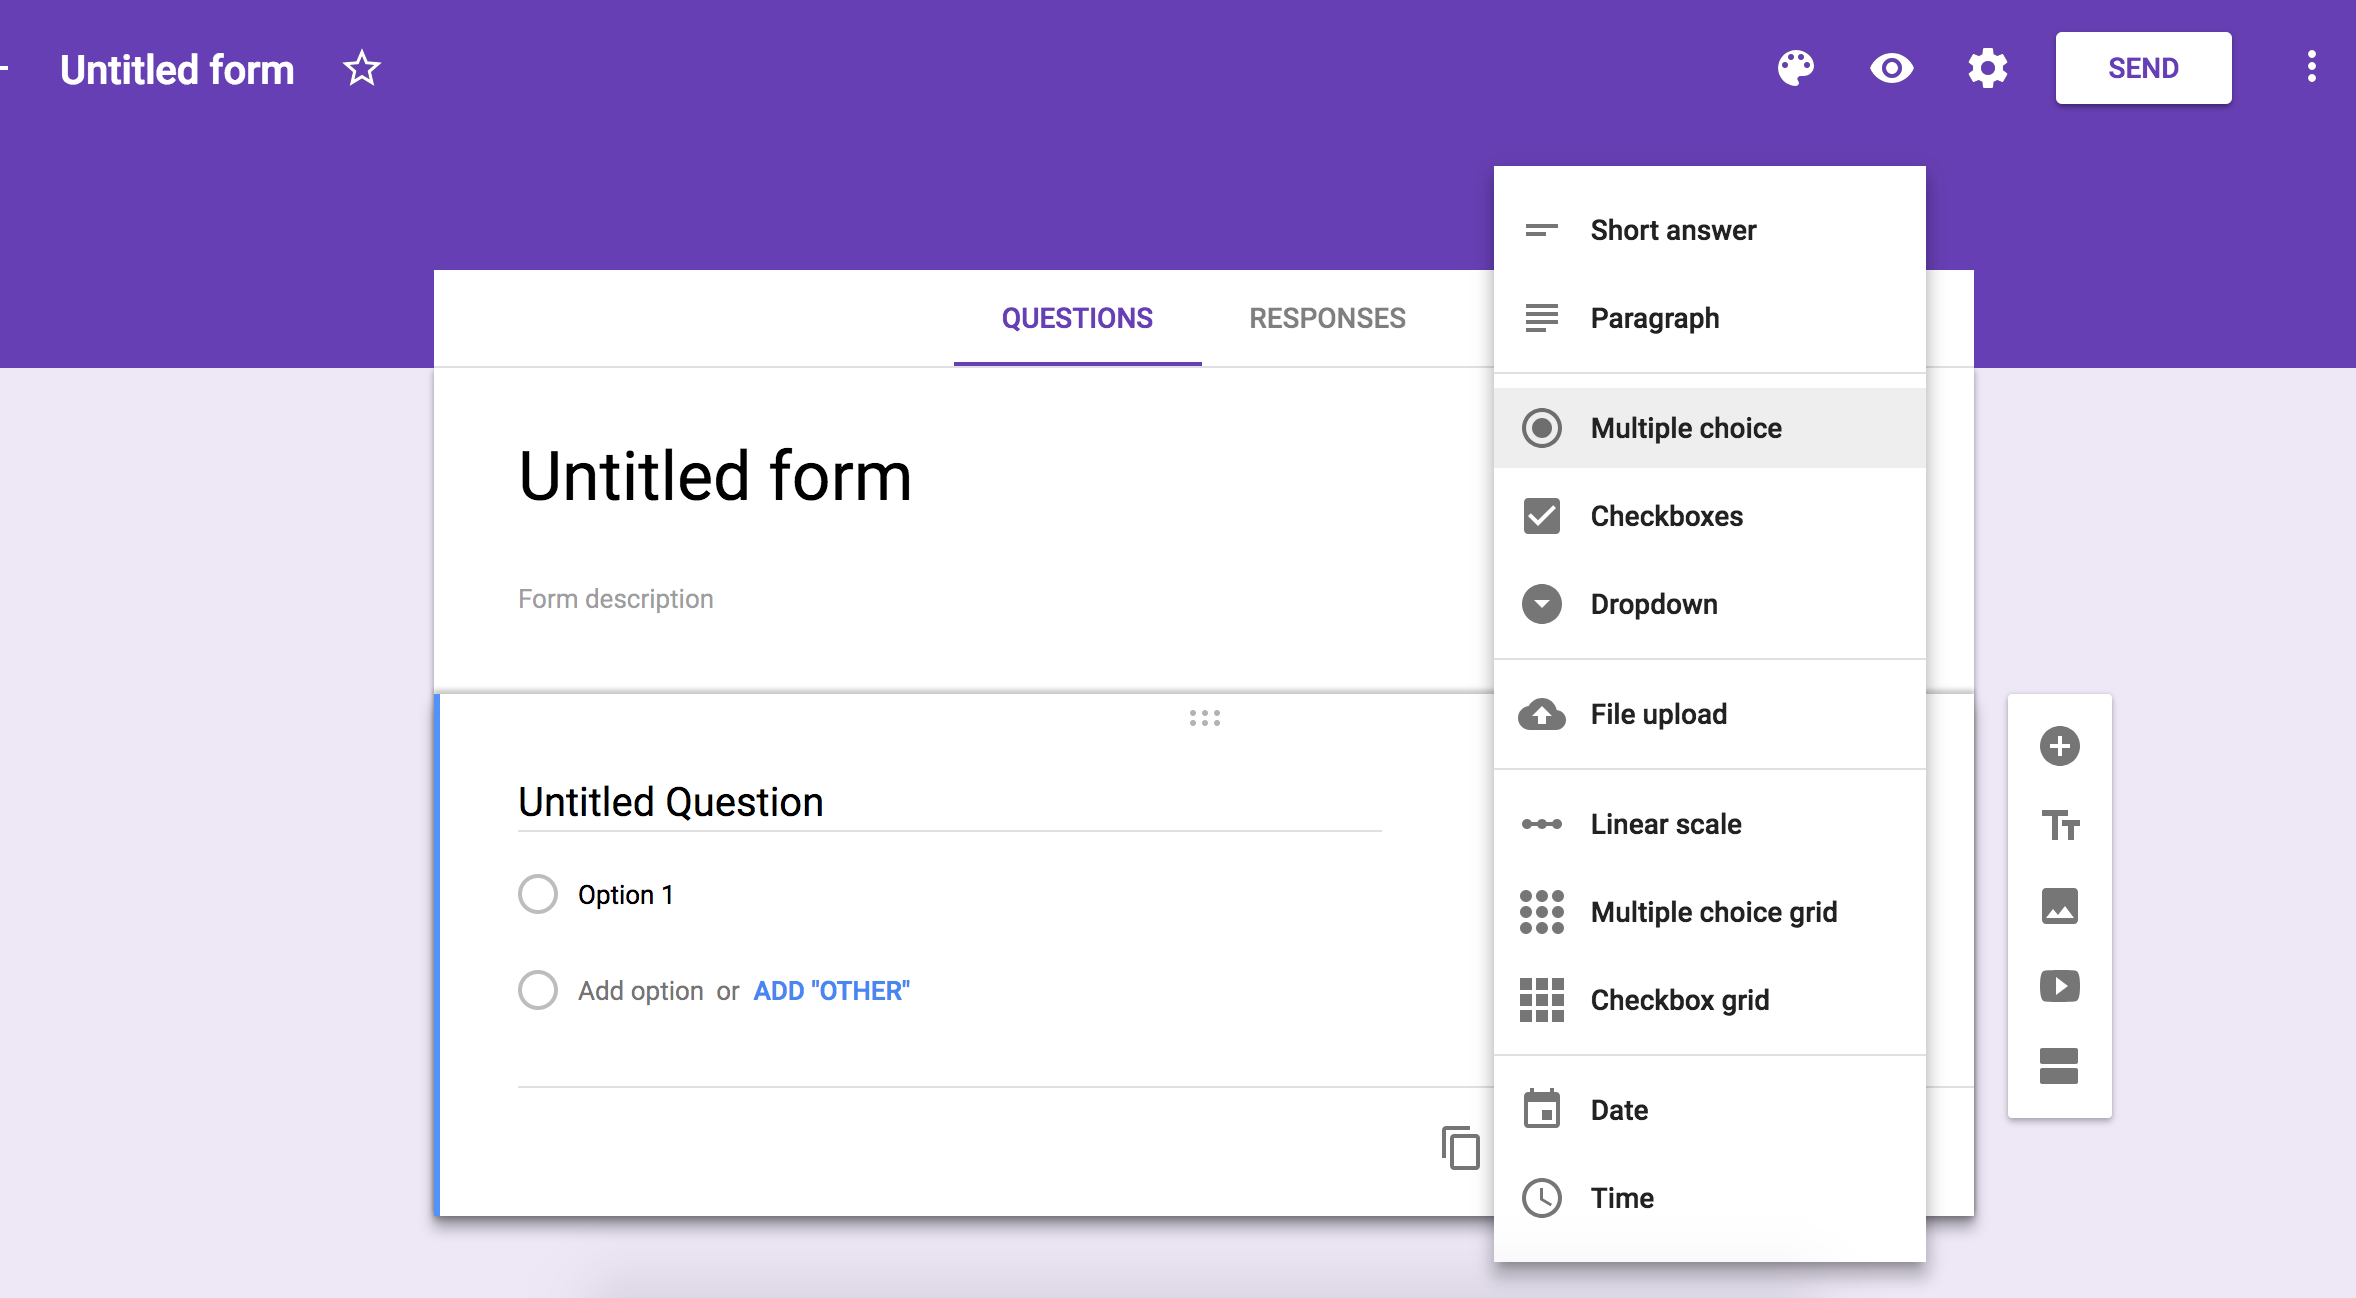 Untitled form
SEND
QUESTIONS
RESPONSES
Untitled form
Form description
Untitled Question
Option 1
Add option or ADD "OTHER"
Short answer
Paragraph
Multiple choice
Checkboxes
Dropdown
File upload
Linear scale
Multiple choice grid
Checkbox grid
Date
Time